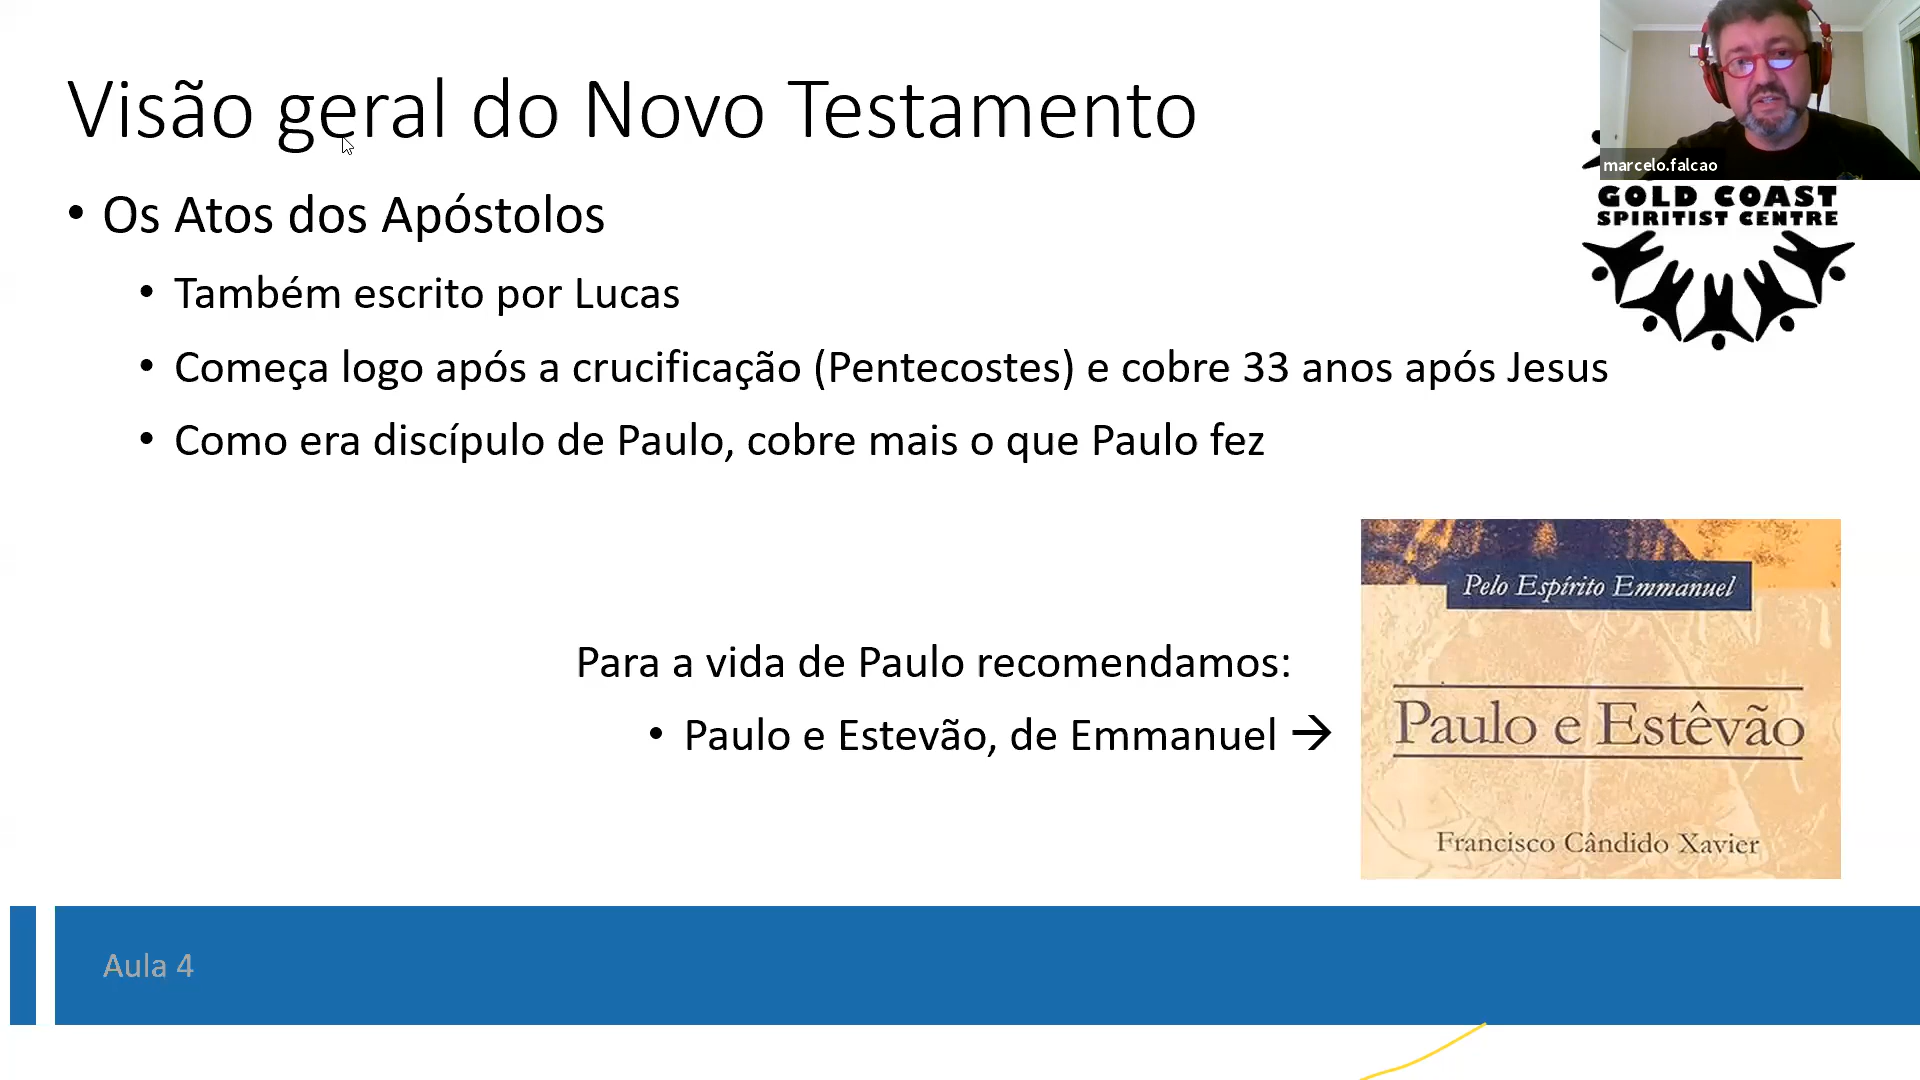 Visão geral do Novo Testamento
marcelo.falcao
GOLD COAST
SPIRITIST CENTRE
• Os Atos dos Apóstolos
• Também escrito por Lucas
• Começa logo após a crucificação (Pentecostes) e cobre 33 anos após Jesus
• Como era discípulo de Paulo, cobre mais o que Paulo fez
Para a vida de Paulo recomendamos:
• Paulo e Estevão, de Emmanuel →
Pelo Espírito Emmanuel
Paulo e Estêvão
Francisco Cândido Xavier
Aula 4